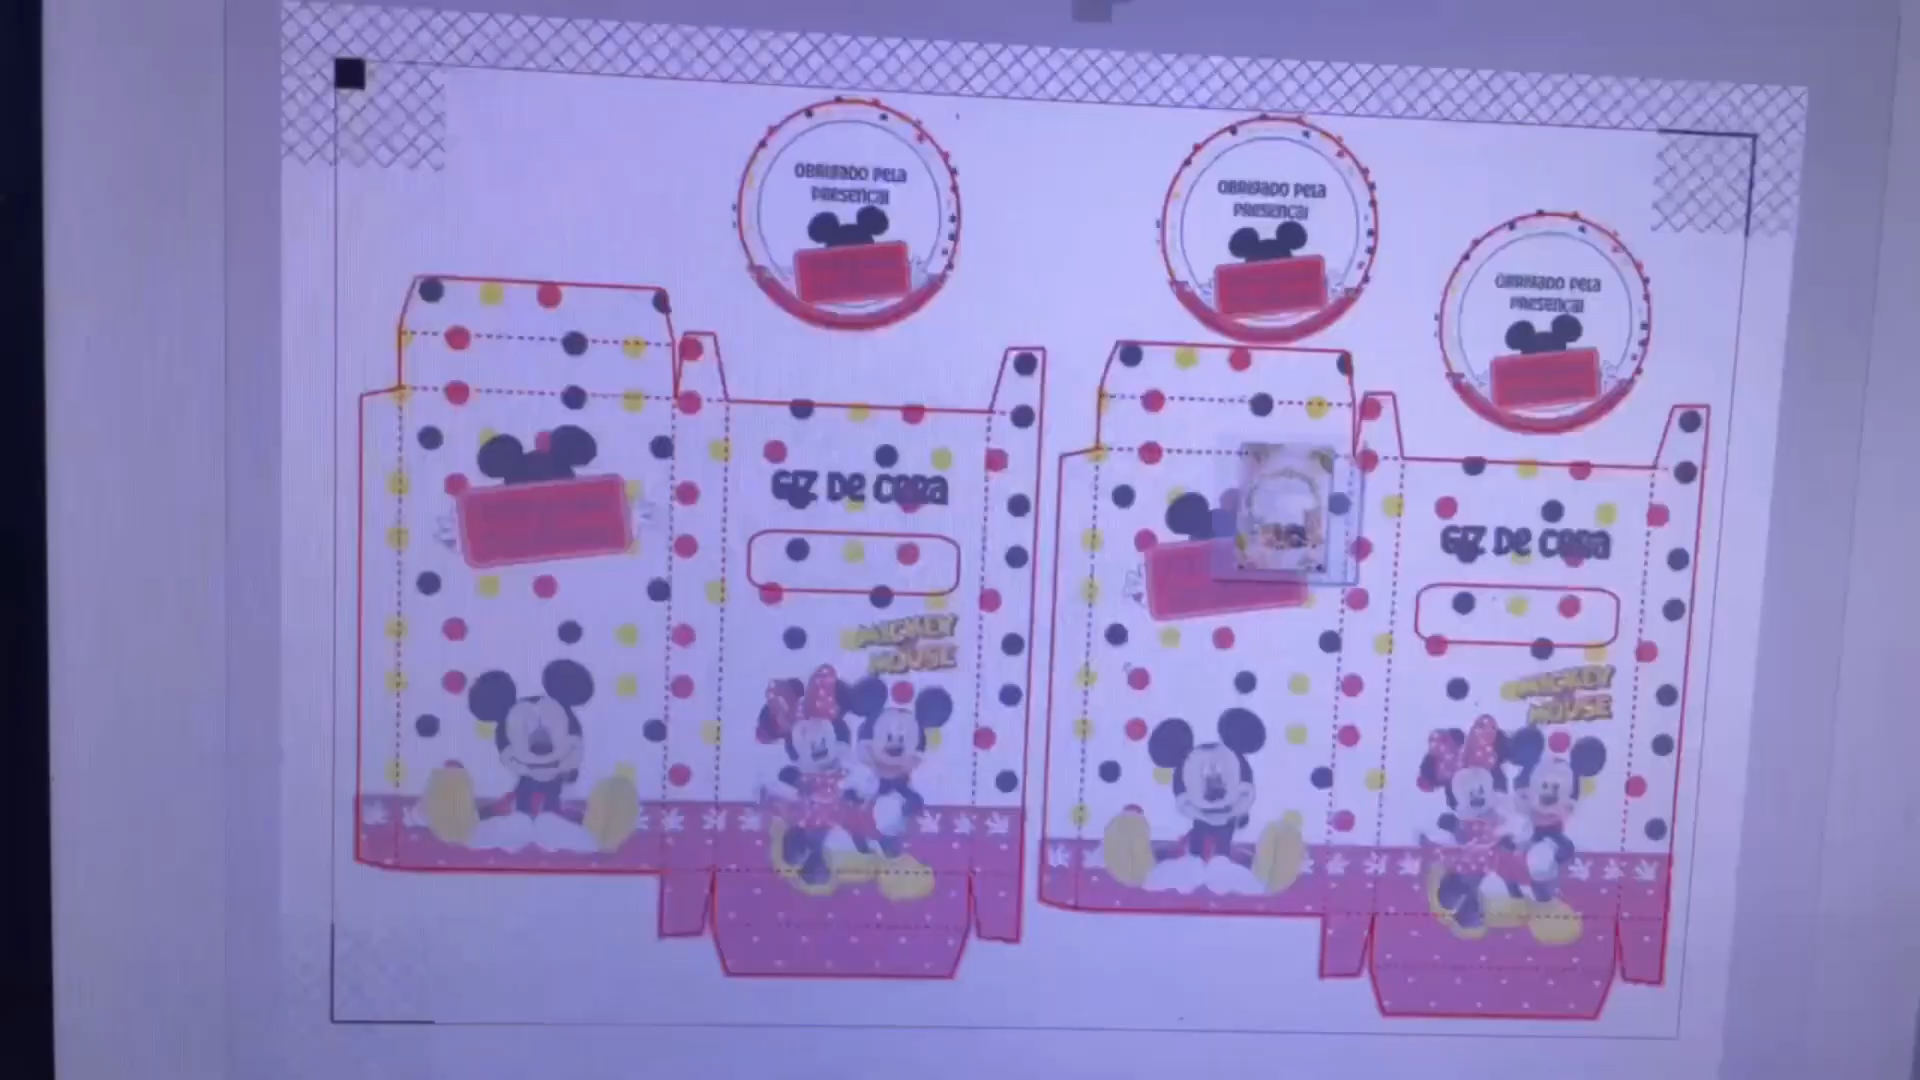 OBRIGADO PELA
PRESENÇA!
OBRIGADO PELA
PRESENÇA!
OBRIGADO PELA
PRESENÇA!
GIZ DE CERA
MICKEY
MOUSE
GIZ DE CERA
MICKEY
MOUSE